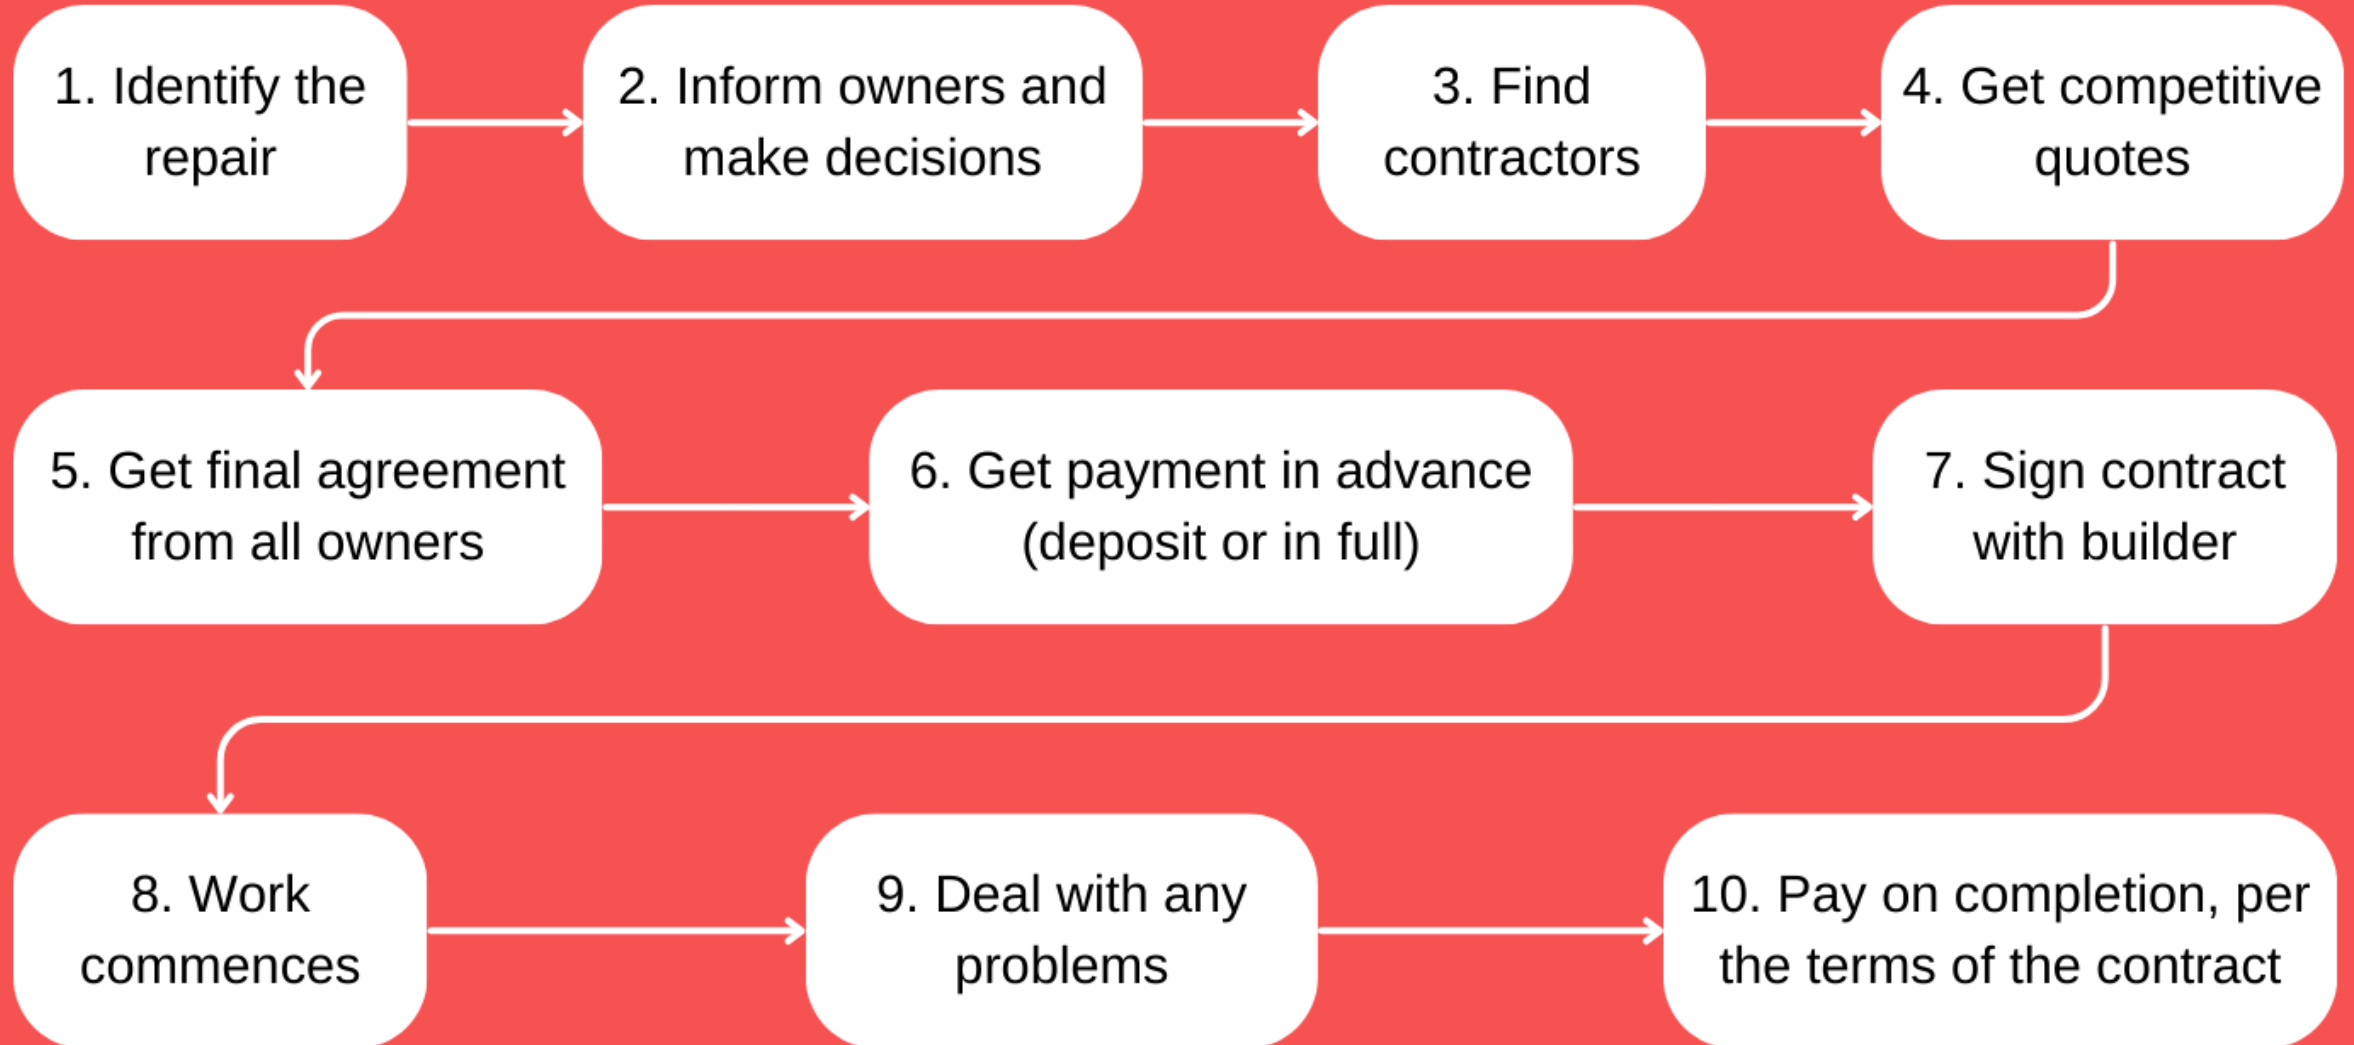 1. Identify the
repair
2. Inform owners and
make decisions
3. Find
contractors
4. Get competitive
quotes
5. Get final agreement
from all owners
6. Get payment in advance
(deposit or in full)
7. Sign contract
with builder
8. Work
commences
9. Deal with any
problems
10. Pay on completion, per
the terms of the contract